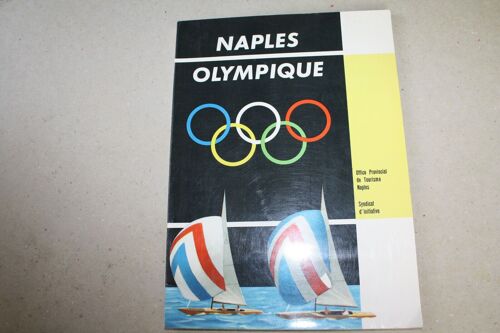 NAPLES
OLYMPIQUE
Office Provincial
de Tourisme
Naples
Syndicat
d'initiative